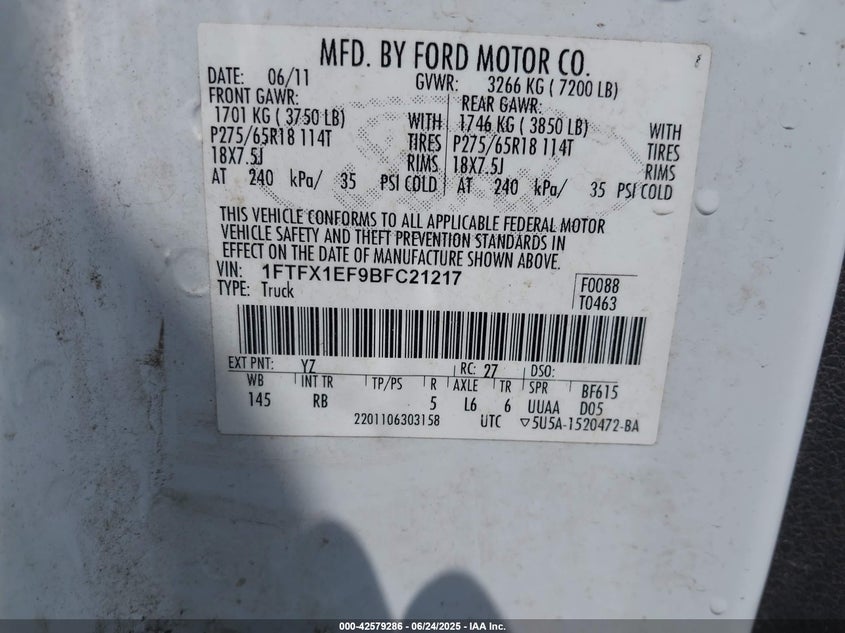 MFD. BY FORD MOTOR CO.
DATE: 06/11 GVWR: 3266 KG ( 7200 LB)
FRONT GAWR: REAR GAWR:
1701 KG ( 3750 LB) WITH 1746 KG ( 3850 LB) WITH
P275/65R18 114T TIRES P275/65R18 114T TIRES
18X7.5J RIMS 18X7.5J RIMS
AT 240 kPa/ 35 PSI COLD AT 240 kPa/ 35 PSI COLD
THIS VEHICLE CONFORMS TO ALL APPLICABLE FEDERAL MOTOR
VEHICLE SAFETY AND THEFT PREVENTION STANDARDS IN
EFFECT ON THE DATE OF MANUFACTURE SHOWN ABOVE.
VIN: 1FTFX1EF9BFC21217 F0088
TYPE: Truck T0463
EXT PNT: YZ RC: 27 DSO:
WB INT TR TP/PS R AXLE TR SPR BF615
145 RB 5 L6 6 UUAA D05
2201106303158 UTC ▽5U5A-1520472-BA
000-42579286 - 06/24/2025 - IAA Inc.